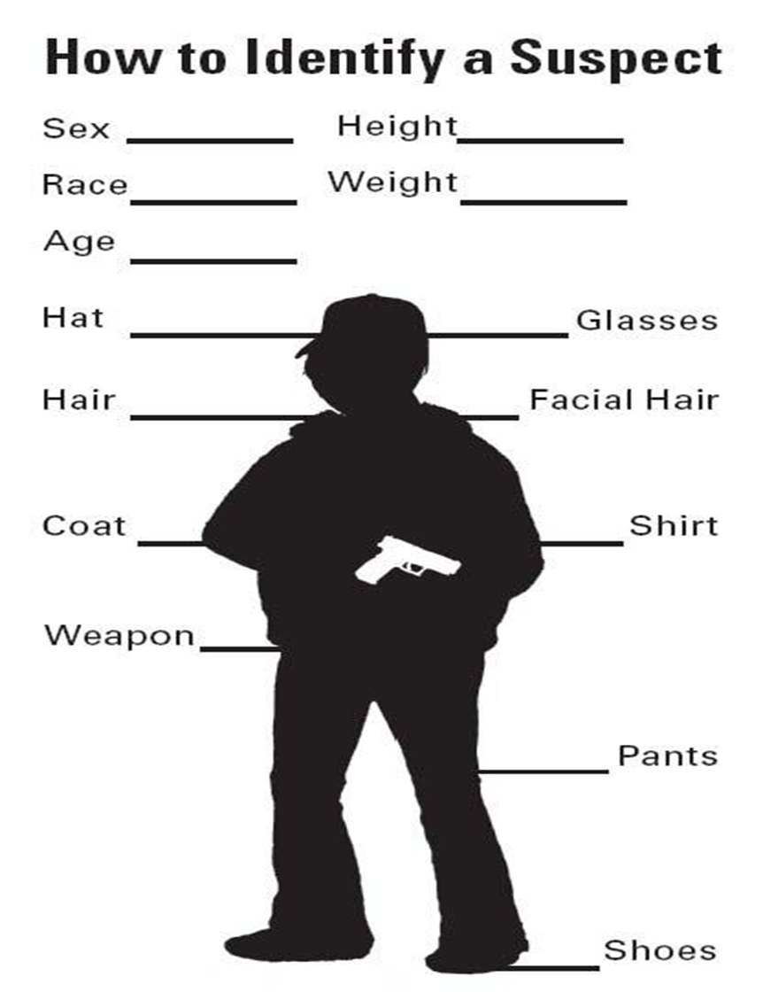 How to Identify a Suspect
Sex Height
Race Weight
Age
Hat Glasses
Hair Facial Hair
Coat Shirt
Weapon
Pants
Shoes